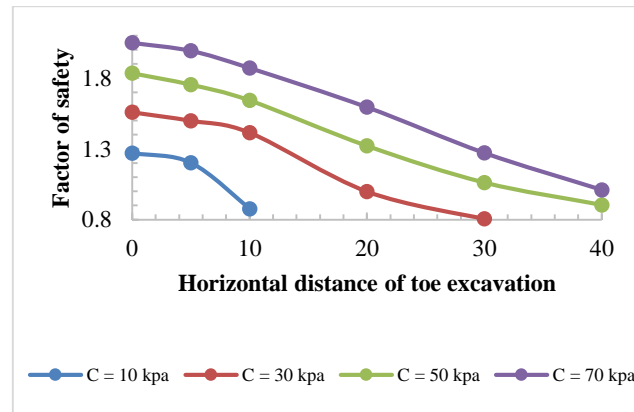 Factor of safety
1.8
1.3
0.8
0 10 20 30 40
Horizontal distance of toe excavation
C = 10 kpa C = 30 kpa C = 50 kpa C = 70 kpa